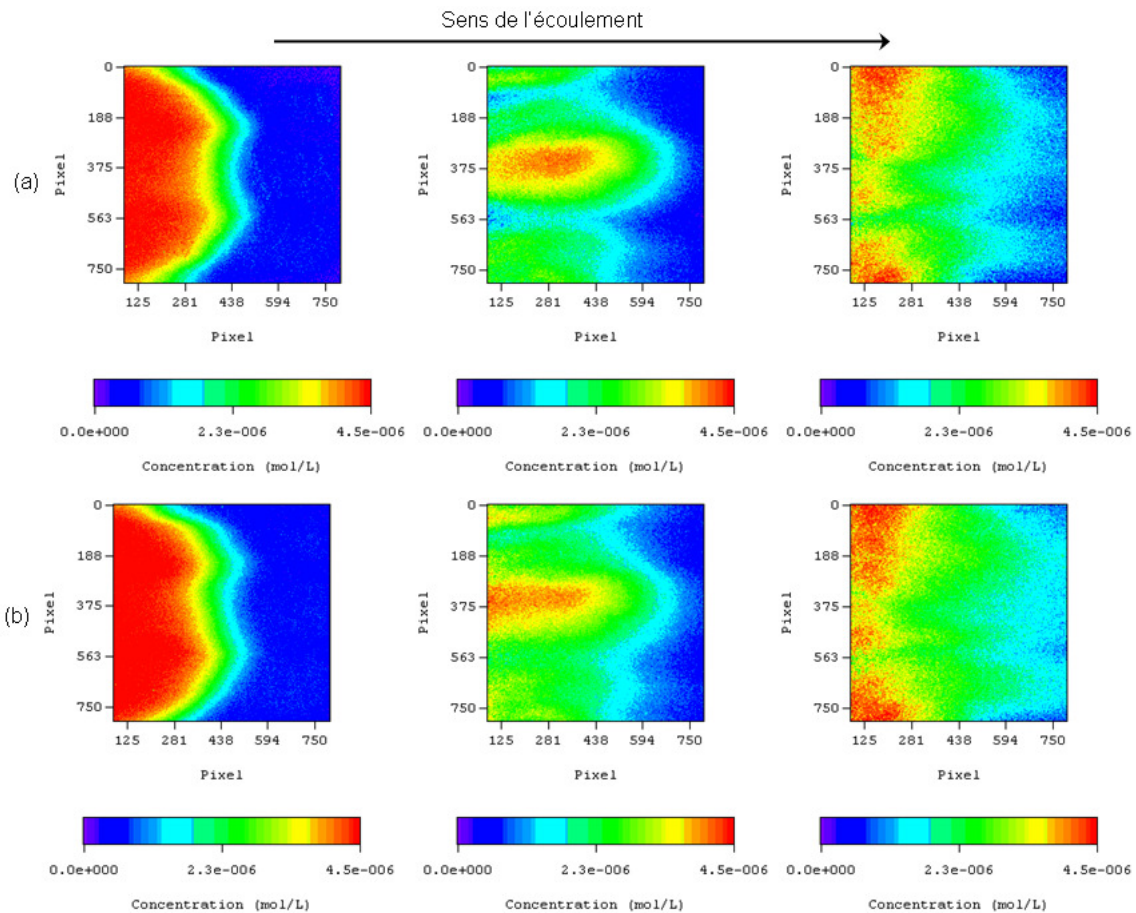 Sens de l'écoulement
(a)
Pixel
0
188
375
563
750
125 281 438 594 750
Pixel
Pixel
0
188
375
563
750
125 281 438 594 750
Pixel
Pixel
0
188
375
563
750
125 281 438 594 750
Pixel
0.0e+000 2.3e-006 4.5e-006
Concentration (mol/L)
0.0e+000 2.3e-006 4.5e-006
Concentration (mol/L)
0.0e+000 2.3e-006 4.5e-006
Concentration (mol/L)
(b)
Pixel
0
188
375
563
750
125 281 438 594 750
Pixel
Pixel
0
188
375
563
750
125 281 438 594 750
Pixel
Pixel
0
188
375
563
750
125 281 438 594 750
Pixel
0.0e+000 2.3e-006 4.5e-006
Concentration (mol/L)
0.0e+000 2.3e-006 4.5e-006
Concentration (mol/L)
0.0e+000 2.3e-006 4.5e-006
Concentration (mol/L)